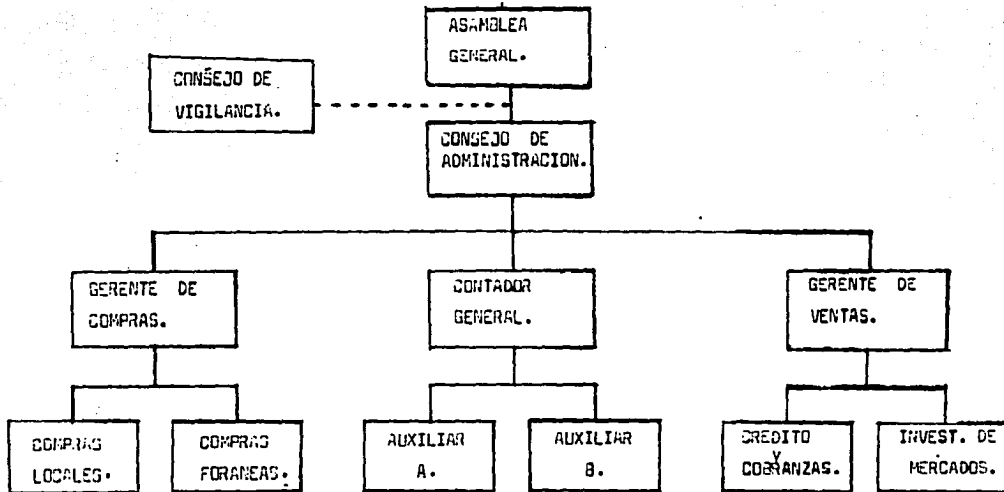 ASAMBLEA
GENERAL.
CONSEJO DE
VIGILANCIA.
CONSEJO DE
ADMINISTRACION.
GERENTE DE
COMPRAS.
CONTADOR
GENERAL.
GERENTE DE
VENTAS.
COMPRAS
LOCALES.
COMPRAS
FORANEAS.
AUXILIAR
A.
AUXILIAR
B.
CREDITO
Y
COBRANZAS.
INVEST. DE
MERCADOS.